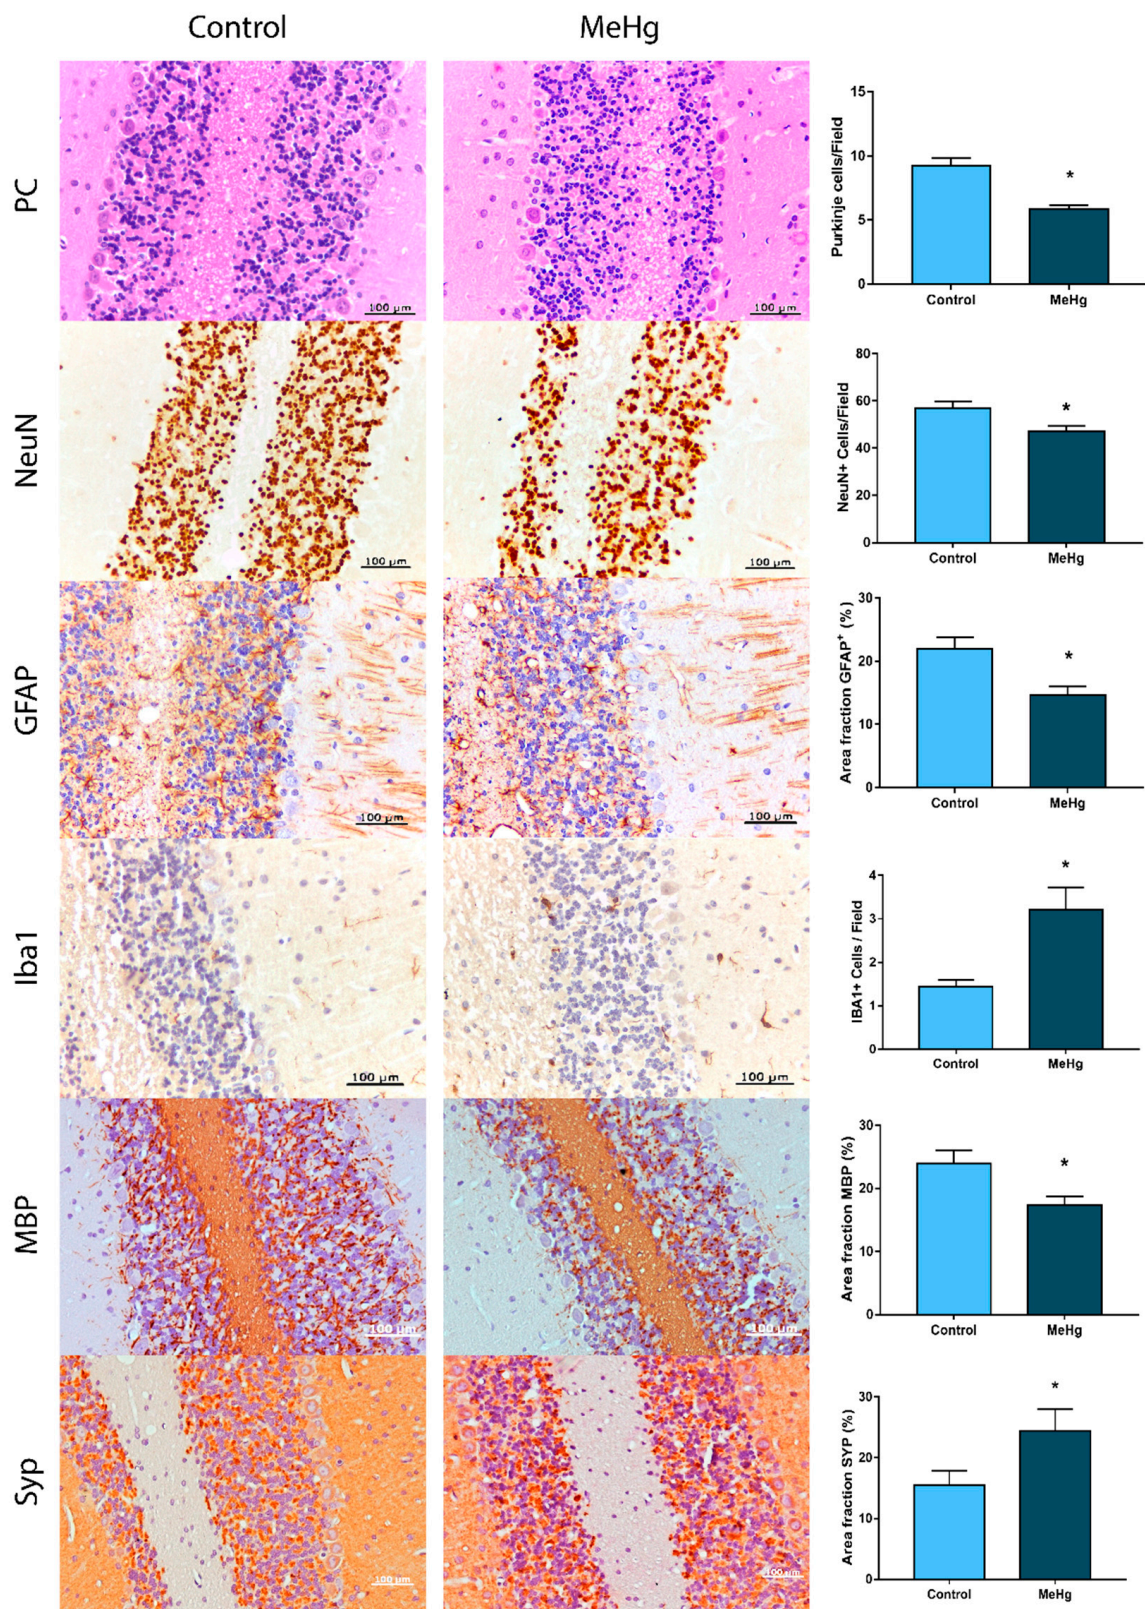 Control MeHg
PC
100 µm
100 µm
Purkinje cells/Field
15
10
5
0
*
Control MeHg
NeuN
100 µm
100 µm
NeuN+ Cells/Field
80
60
40
20
0
*
Control MeHg
GFAP
100 µm
100 µm
Area fraction GFAP⁺ (%)
30
20
10
0
*
Control MeHg
Iba1
100 µm
100 µm
IBA1+ Cells / Field
4
3
2
1
0
*
Control MeHg
MBP
100 µm
100 µm
Area fraction MBP (%)
30
20
10
0
*
Control MeHg
Syp
100 µm
100 µm
Area fraction SYP (%)
30
20
10
0
*
Control MeHg